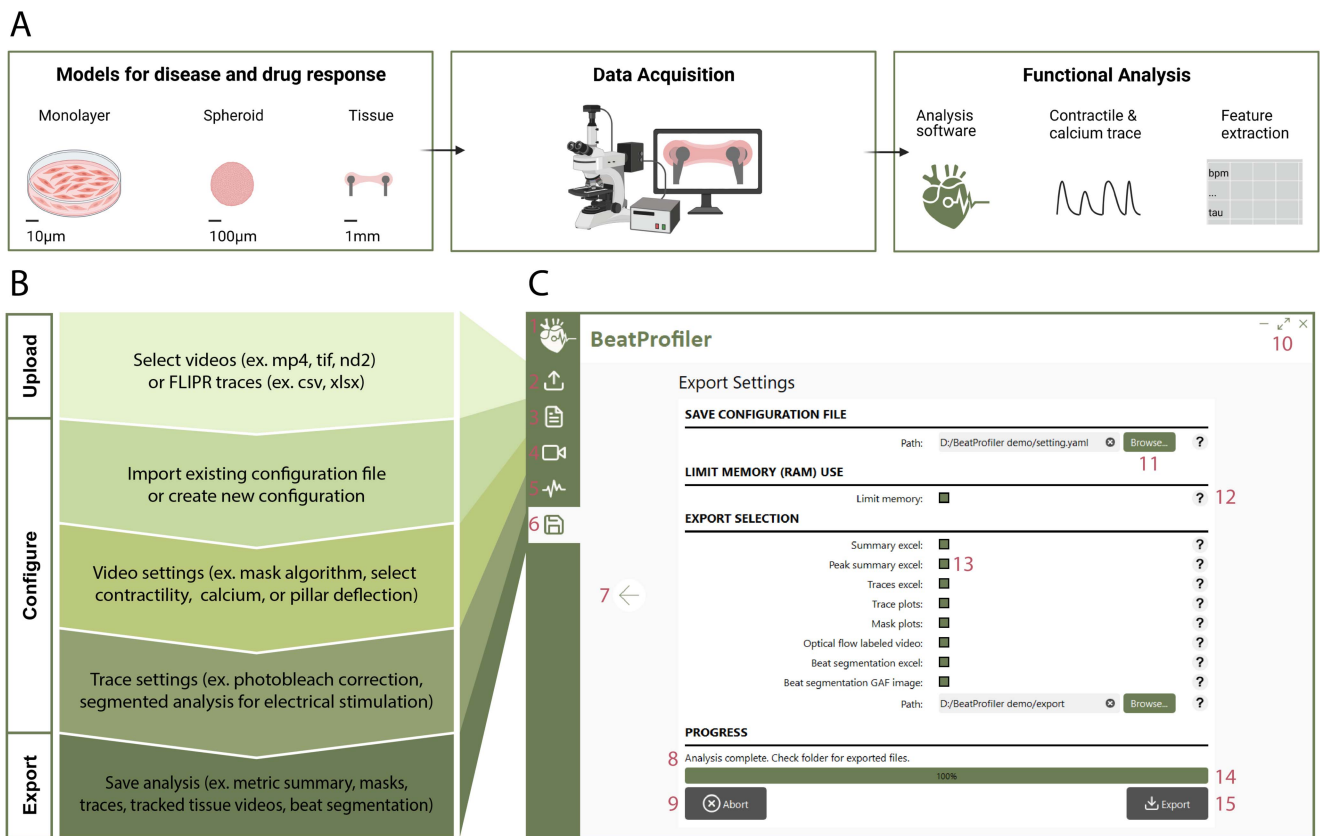 A
Models for disease and drug response
Monolayer
Spheroid
Tissue
10μm
100μm
1mm
Data Acquisition
Functional Analysis
Analysis
software
Contractile &
calcium trace
Feature
extraction
bpm
...
tau
B
Upload
Select videos (ex. mp4, tif, nd2)
or FLIPR traces (ex. csv, xlsx)
Configure
Import existing configuration file
or create new configuration
Video settings (ex. mask algorithm, select
contractility, calcium, or pillar deflection)
Trace settings (ex. photobleach correction,
segmented analysis for electrical stimulation)
Export
Save analysis (ex. metric summary, masks,
traces, tracked tissue videos, beat segmentation)
C
1
2
3
4
5
6
7
BeatProfiler
10
Export Settings
SAVE CONFIGURATION FILE
Path: D:/BeatProfiler demo/setting.yaml Browse... ?
11
LIMIT MEMORY (RAM) USE
Limit memory: ? 12
EXPORT SELECTION
Summary excel: ?
Peak summary excel: 13 ?
Traces excel: ?
Trace plots: ?
Mask plots: ?
Optical flow labeled video: ?
Beat segmentation excel: ?
Beat segmentation GAF image: ?
Path: D:/BeatProfiler demo/export Browse... ?
PROGRESS
8 Analysis complete. Check folder for exported files.
100% 14
9 Abort Export 15